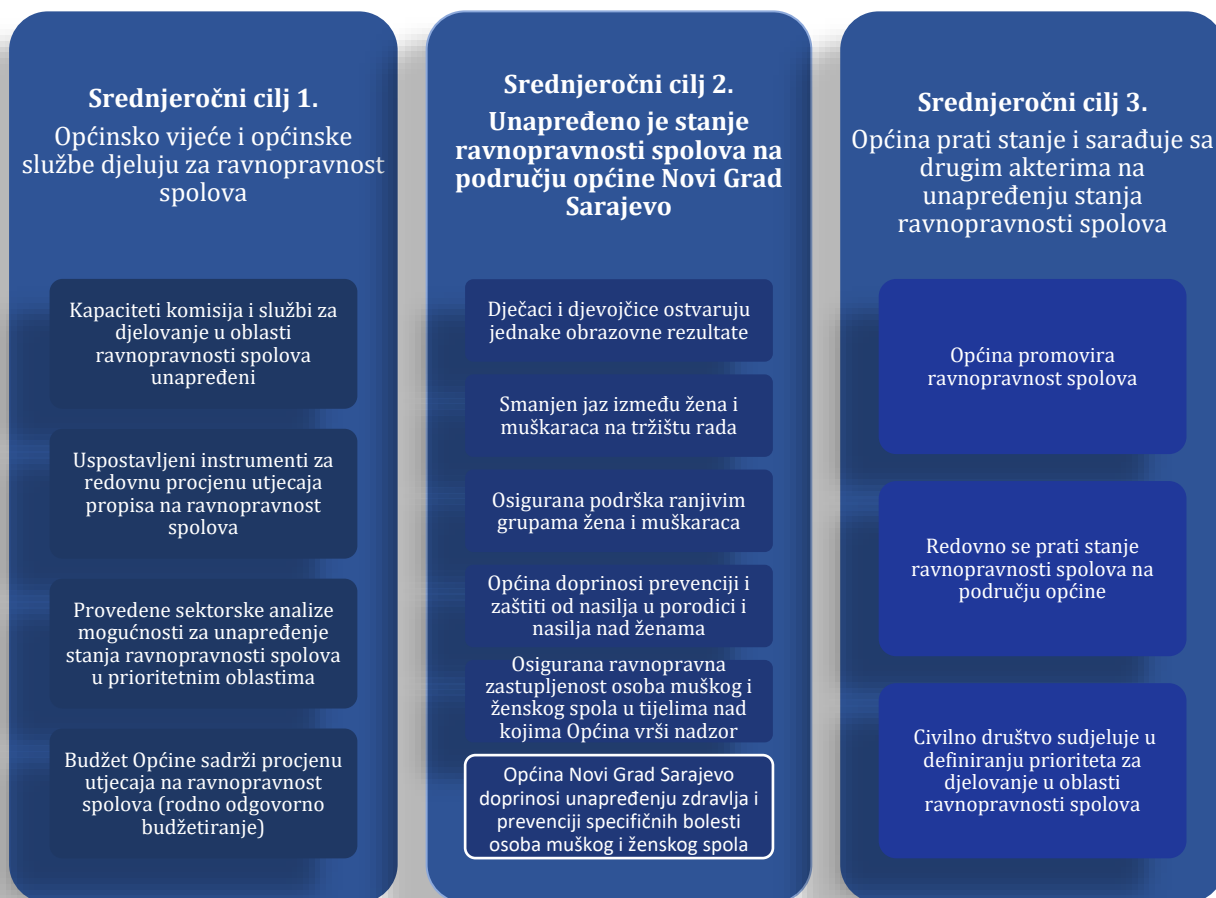 Srednjeročni cilj 1.
Općinsko vijeće i općinske
službe djeluju za ravnopravnost
spolova
Kapaciteti komisija i službi za
djelovanje u oblasti
ravnopravnosti spolova
unapređeni
Uspostavljeni instrumenti za
redovnu procjenu utjecaja
propisa na ravnopravnost
spolova
Provedene sektorske analize
mogućnosti za unapređenje
stanja ravnopravnosti spolova
u prioritetnim oblastima
Budžet Općine sadrži procjenu
utjecaja na ravnopravnost
spolova (rodno odgovorno
budžetiranje)
Srednjeročni cilj 2.
Unapređeno je stanje
ravnopravnosti spolova na
području općine Novi Grad
Sarajevo
Dječaci i djevojčice ostvaruju
jednake obrazovne rezultate
Smanjen jaz između žena i
muškaraca na tržištu rada
Osigurana podrška ranjivim
grupama žena i muškaraca
Općina doprinosi prevenciji i
zaštiti od nasilja u porodici i
nasilja nad ženama
Osigurana ravnopravna
zastupljenost osoba muškog i
ženskog spola u tijelima nad
kojima Općina vrši nadzor
Općina Novi Grad Sarajevo
doprinosi unapređenju zdravlja i
prevenciji specifičnih bolesti
osoba muškog i ženskog spola
Srednjeročni cilj 3.
Općina prati stanje i sarađuje sa
drugim akterima na
unapređenju stanja
ravnopravnosti spolova
Općina promovira
ravnopravnost spolova
Redovno se prati stanje
ravnopravnosti spolova na
području općine
Civilno društvo sudjeluje u
definiranju prioriteta za
djelovanje u oblasti
ravnopravnosti spolova